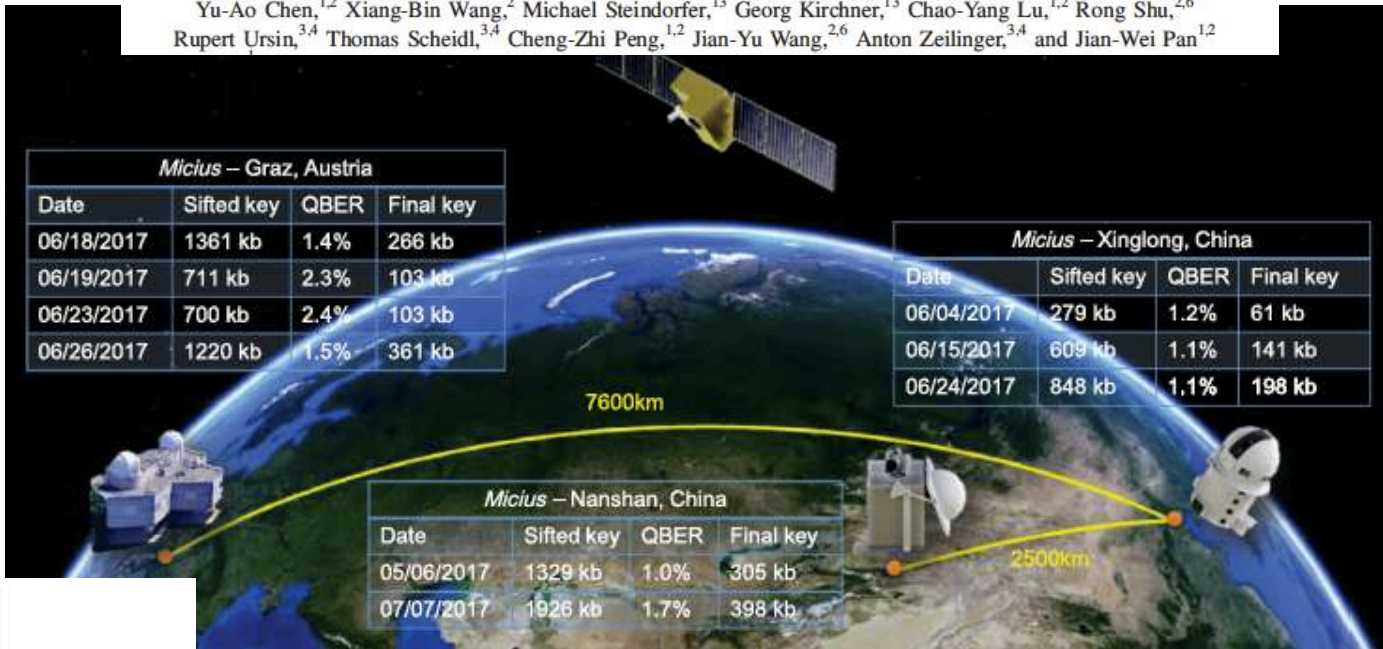 Yu-Ao Chen,1,2 Xiang-Bin Wang,2 Michael Steindorfer,13 Georg Kirchner,13 Chao-Yang Lu,1,2 Rong Shu,2,6
Rupert Ursin,3,4 Thomas Scheidl,3,4 Cheng-Zhi Peng,1,2 Jian-Yu Wang,2,6 Anton Zeilinger,3,4 and Jian-Wei Pan1,2
Micius – Graz, Austria
Date Sifted key QBER Final key
06/18/2017 1361 kb 1.4% 266 kb
06/19/2017 711 kb 2.3% 103 kb
06/23/2017 700 kb 2.4% 103 kb
06/26/2017 1220 kb 1.5% 361 kb
Micius – Xinglong, China
Date Sifted key QBER Final key
06/04/2017 279 kb 1.2% 61 kb
06/15/2017 609 kb 1.1% 141 kb
06/24/2017 848 kb 1.1% 198 kb
7600km
Micius – Nanshan, China
Date Sifted key QBER Final key
05/06/2017 1329 kb 1.0% 305 kb
07/07/2017 1926 kb 1.7% 398 kb
2500km